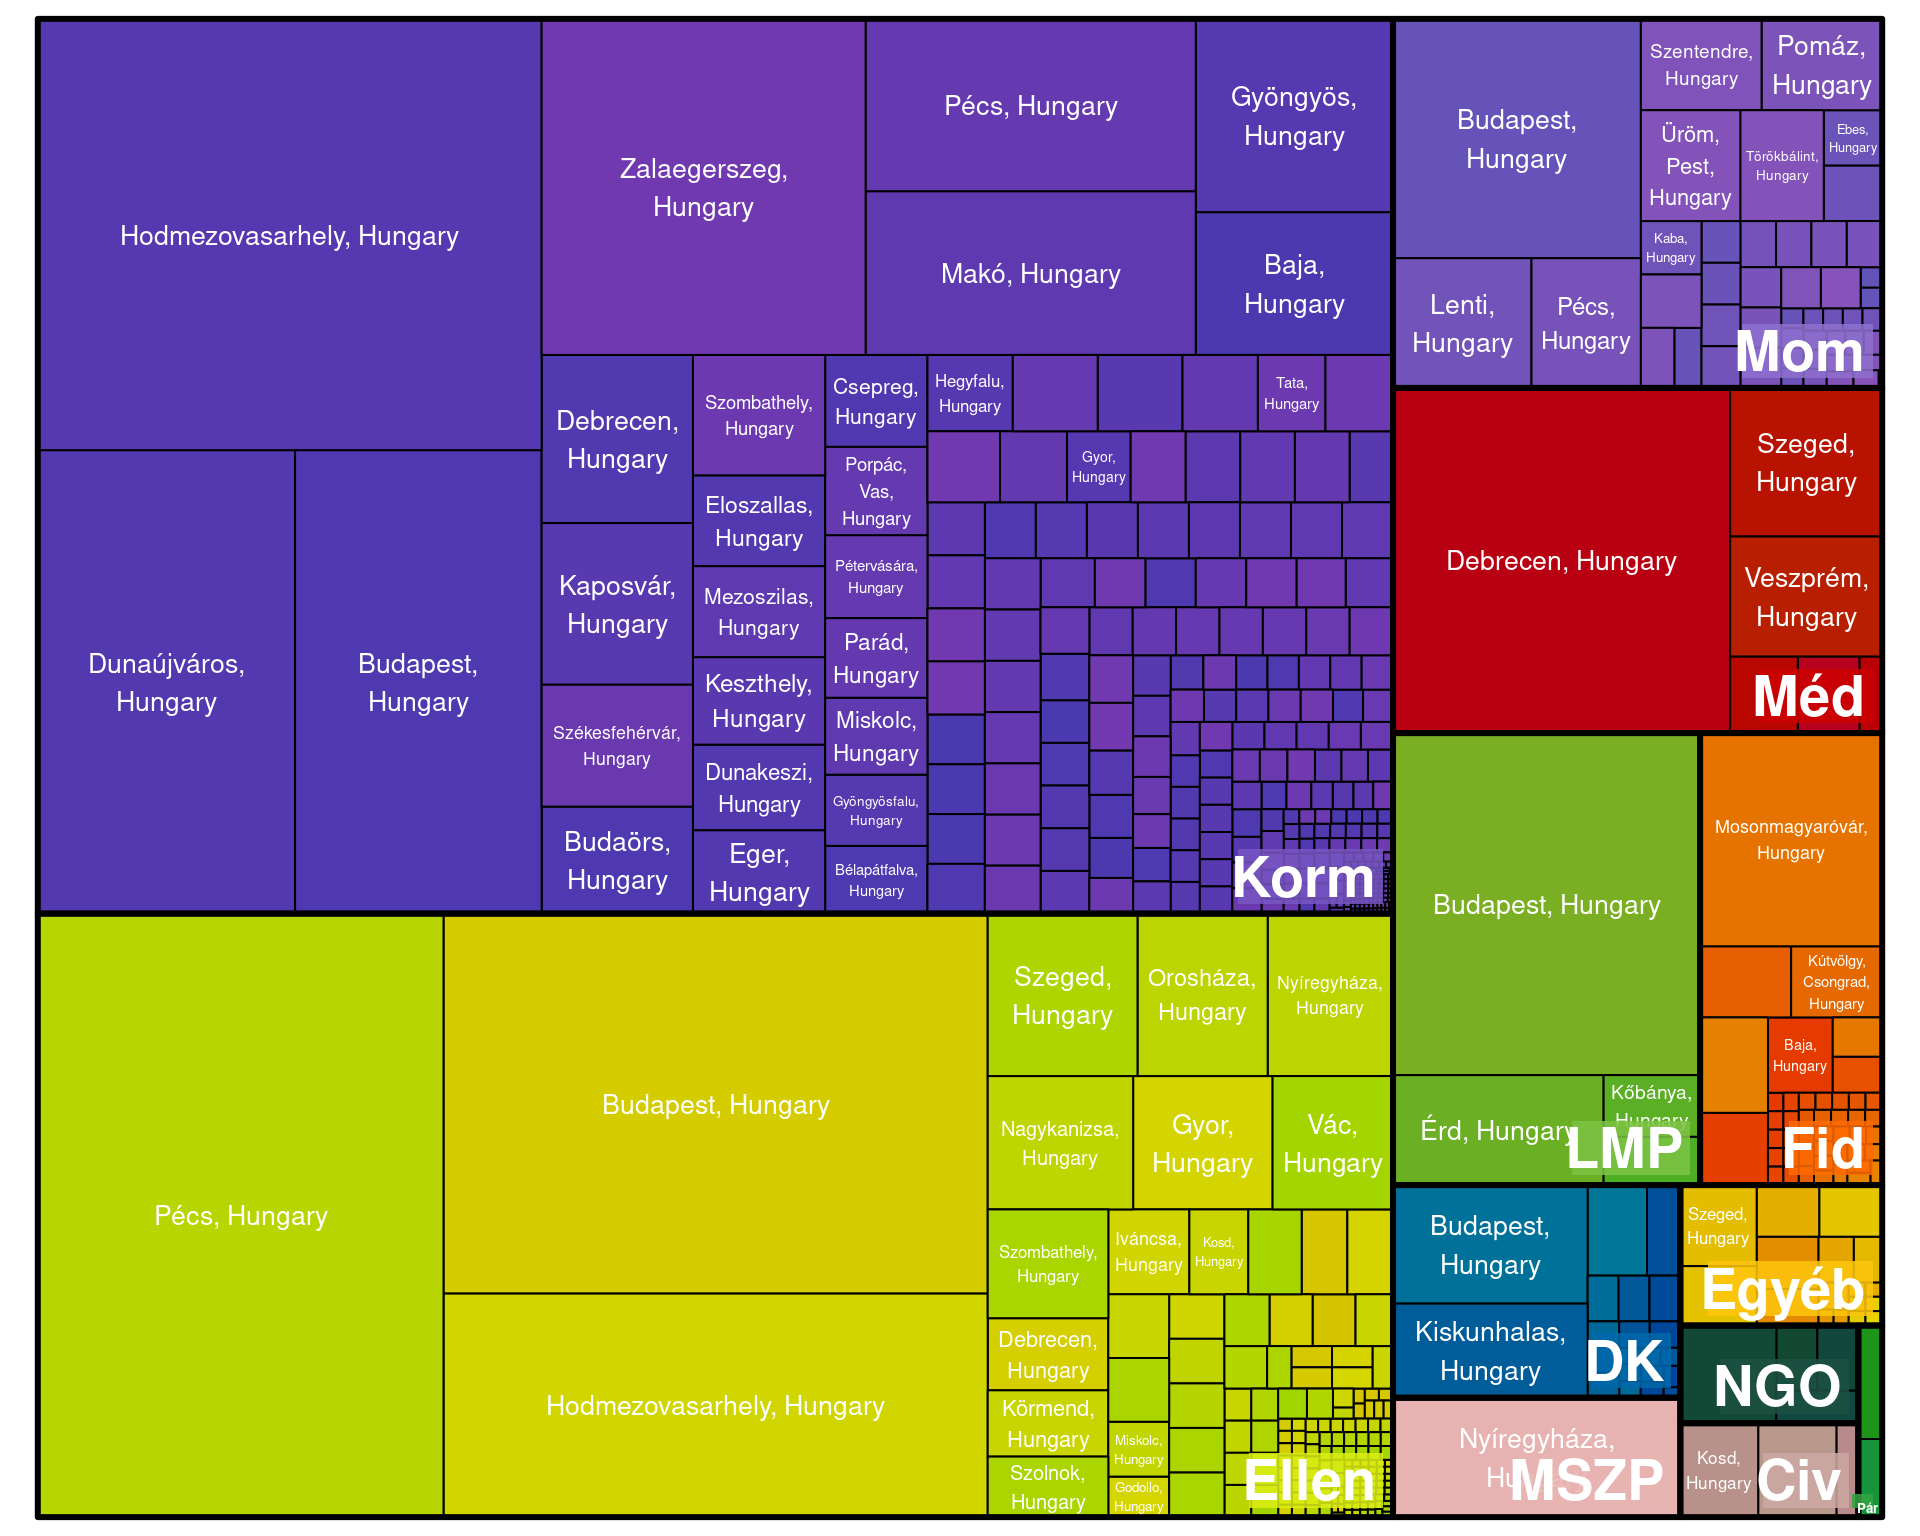 Hodmezovasarhely, Hungary
Zalaegerszeg,
Hungary
Pécs, Hungary
Makó, Hungary
Gyöngyös,
Hungary
Baja,
Hungary
Dunaújváros,
Hungary
Budapest,
Hungary
Debrecen,
Hungary
Kaposvár,
Hungary
Székesfehérvár,
Hungary
Budaörs,
Hungary
Szombathely,
Hungary
Eloszallas,
Hungary
Mezoszilas,
Hungary
Keszthely,
Hungary
Dunakeszi,
Hungary
Eger,
Hungary
Csepreg,
Hungary
Porpác,
Vas,
Hungary
Pétervására,
Hungary
Parád,
Hungary
Miskolc,
Hungary
Gyöngyösfalu,
Hungary
Bélapátfalva,
Hungary
Hegyfalu,
Hungary
Tata,
Hungary
Gyor,
Hungary
Korm
Budapest,
Hungary
Szentendre,
Hungary
Pomáz,
Hungary
Üröm,
Pest,
Hungary
Törökbálint,
Hungary
Ebes,
Hungary
Kaba,
Hungary
Lenti,
Hungary
Pécs,
Hungary
Mom
Debrecen, Hungary
Szeged,
Hungary
Veszprém,
Hungary
Méd
Budapest, Hungary
Érd, Hungary
Kőbánya,
Hungary
LMP
Mosonmagyaróvár,
Hungary
Kútvölgy,
Csongrad,
Hungary
Baja,
Hungary
Fid
Pécs, Hungary
Budapest, Hungary
Hodmezovasarhely, Hungary
Szeged,
Hungary
Orosháza,
Hungary
Nyíregyháza,
Hungary
Nagykanizsa,
Hungary
Gyor,
Hungary
Vác,
Hungary
Szombathely,
Hungary
Iváncsa,
Hungary
Kosd,
Hungary
Debrecen,
Hungary
Körmend,
Hungary
Szolnok,
Hungary
Miskolc,
Hungary
Godollo,
Hungary
Ellen
Budapest,
Hungary
Kiskunhalas,
Hungary
DK
Szeged,
Hungary
Egyéb
NGO
Nyíregyháza,
Hu
MSZP
Kosd,
Hungary
Civ
Pár